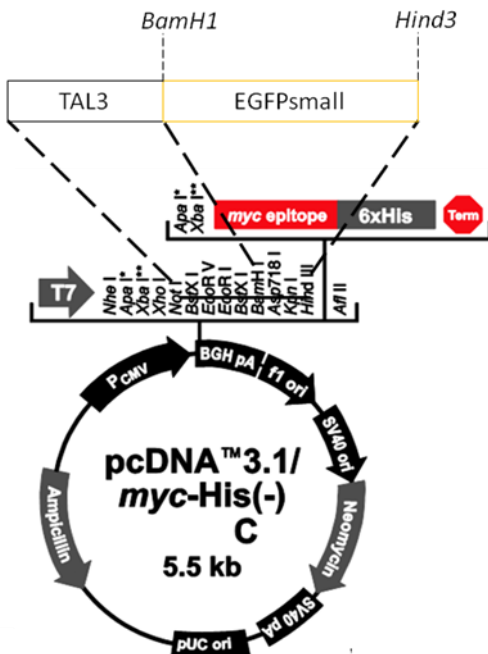 BamH1
Hind3
TAL3
EGFPsmall
Apa I*
Xba I**
myc epitope
6xHis
Term
T7
Nhe I
Apa I*
Xba I**
Xho I
Not I
BstX I
EcoR V
EcoR I
BstX I
BamH I
Asp718 I
Kpn I
Hind III
Afl II
PCMV
BGH pA
f1 ori
SV40 ori
Neomycin
SV40 pA
pUC ori
Ampicillin
pcDNA™3.1/
myc-His(-)
C
5.5 kb